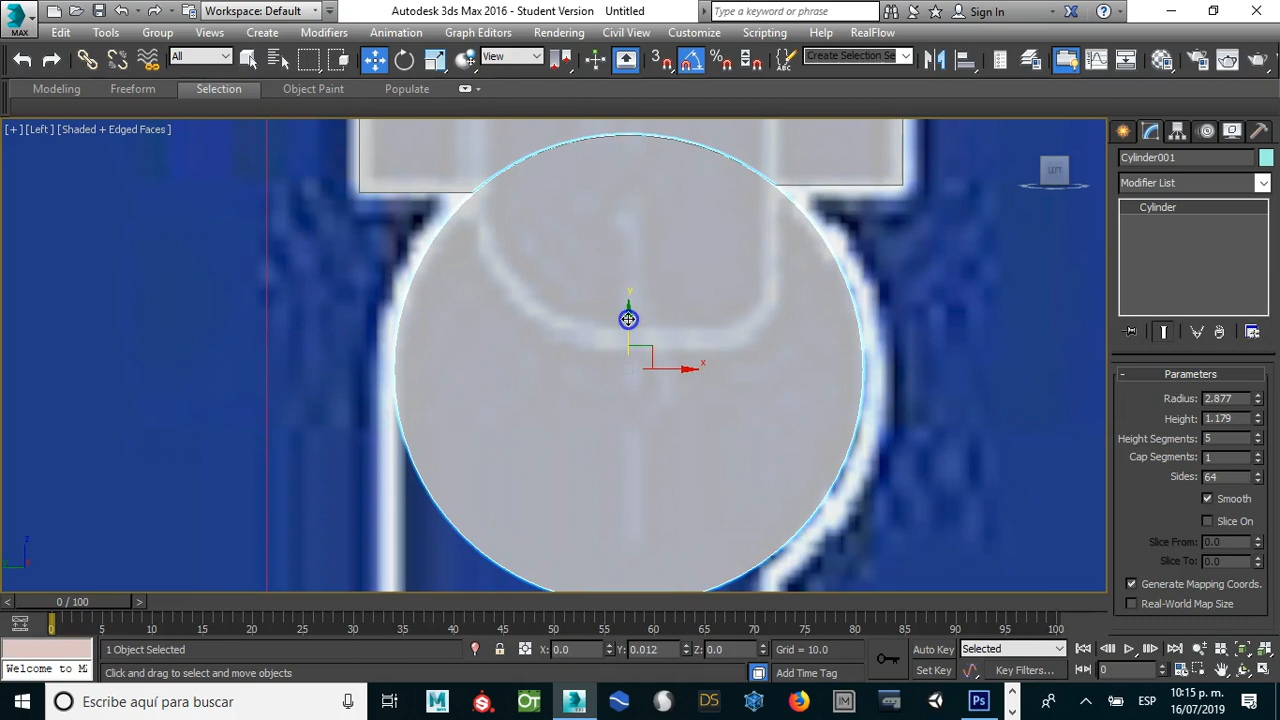 Workspace: Default
Autodesk 3ds Max 2016 - Student Version Untitled
Type a keyword or phrase
Sign In
MAX
Edit Tools Group Views Create Modifiers Animation Graph Editors Rendering Civil View Customize Scripting Help RealFlow
All
View
3
Create Selection Se
Modeling Freeform Selection Object Paint Populate
[+] [Left] [Shaded + Edged Faces ]
LEFT
Cylinder001
Modifier List
Cylinder
y
x
- Parameters
Radius: 2.877
Height: 1.179
Height Segments: 5
Cap Segments: 1
Sides: 64
Smooth
Slice On
Slice From: 0.0
Slice To: 0.0
Generate Mapping Coords.
Real-World Map Size
z
< 0 / 100 >
0 5 10 15 20 25 30 35 40 45 50 55 60 65 70 75 80 85 90 95 100
1 Object Selected
X: 0.0 Y: 0.012 Z: 0.0
Grid = 10.0
Auto Key Selected
Welcome to M
Click and drag to select and move objects
Add Time Tag
Set Key Key Filters... 0
Escribe aquí para buscar
ESP
10:15 p. m.
16/07/2019